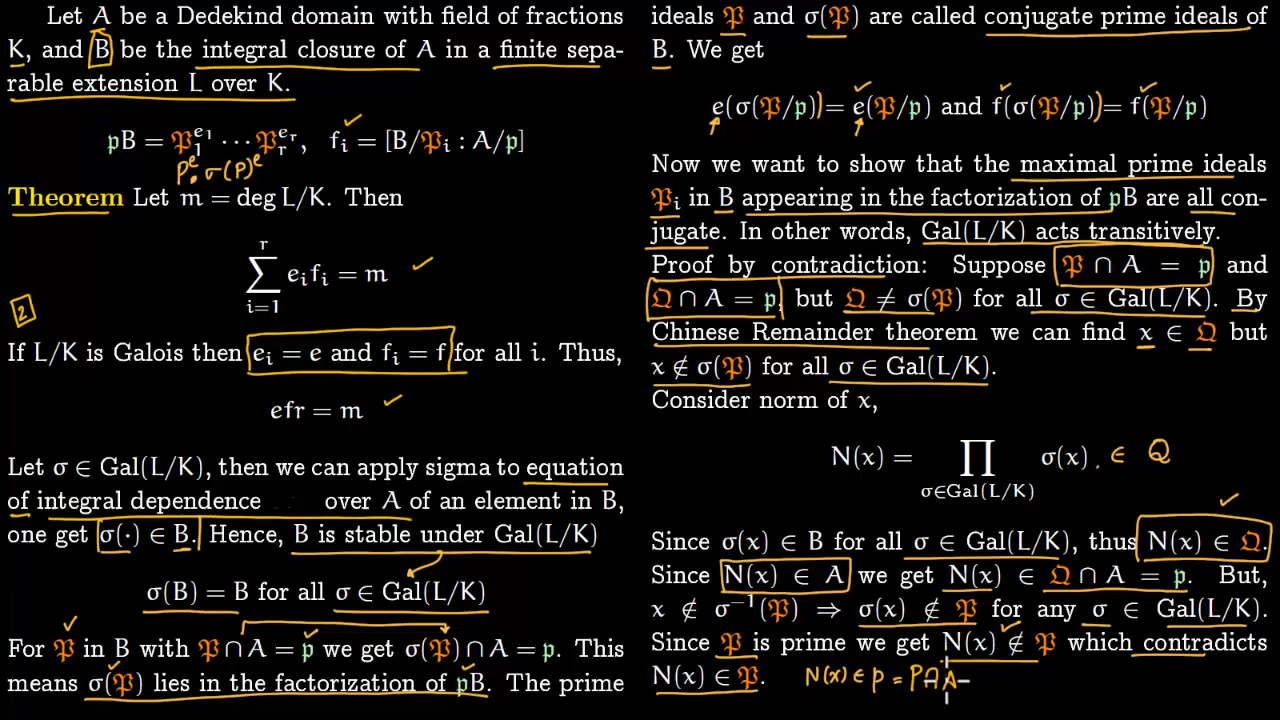 Let A be a Dedekind domain with field of fractions
K, and B be the integral closure of A in a finite sepa-
rable extension L over K.
𝔭B = 𝔓₁^{e₁} ⋯ 𝔓ᵣ^{eᵣ}, fᵢ = [B/𝔓ᵢ : A/𝔭]
P^e · σ(P)^e
Theorem Let m = deg L/K. Then
∑_{i=1}^{r} eᵢfᵢ = m
2
If L/K is Galois then eᵢ = e and fᵢ = f for all i. Thus,
efr = m
Let σ ∈ Gal(L/K), then we can apply sigma to equation
of integral dependence over A of an element in B,
one get σ(·) ∈ B. Hence, B is stable under Gal(L/K)
σ(B) = B for all σ ∈ Gal(L/K)
For 𝔓 in B with 𝔓 ∩ A = 𝔭 we get σ(𝔓) ∩ A = 𝔭. This
means σ(𝔓) lies in the factorization of 𝔭B. The prime
ideals 𝔓 and σ(𝔓) are called conjugate prime ideals of
B. We get
e(σ(𝔓/𝔭)) = e(𝔓/𝔭) and f(σ(𝔓/𝔭)) = f(𝔓/𝔭)
Now we want to show that the maximal prime ideals
𝔓ᵢ in B appearing in the factorization of 𝔭B are all con-
jugate. In other words, Gal(L/K) acts transitively.
Proof by contradiction: Suppose 𝔓 ∩ A = 𝔭 and
𝔔 ∩ A = 𝔭, but 𝔔 ≠ σ(𝔓) for all σ ∈ Gal(L/K). By
Chinese Remainder theorem we can find x ∈ 𝔔 but
x ∉ σ(𝔓) for all σ ∈ Gal(L/K).
Consider norm of x,
N(x) = ∏_{σ∈Gal(L/K)} σ(x). ∈ Q
Since σ(x) ∈ B for all σ ∈ Gal(L/K), thus N(x) ∈ 𝔔.
Since N(x) ∈ A we get N(x) ∈ 𝔔 ∩ A = 𝔭. But,
x ∉ σ⁻¹(𝔓) ⇒ σ(x) ∉ 𝔓 for any σ ∈ Gal(L/K).
Since 𝔓 is prime we get N(x) ∉ 𝔓 which contradicts
N(x) ∈ 𝔓. N(x) ∈ p = P ∩ A